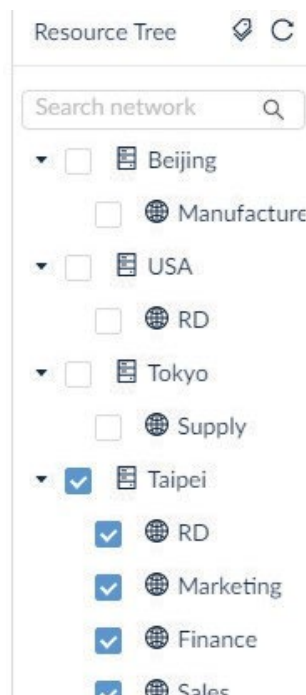 Resource Tree
Search network
Beijing
Manufacture
USA
RD
Tokyo
Supply
Taipei
RD
Marketing
Finance
Sales